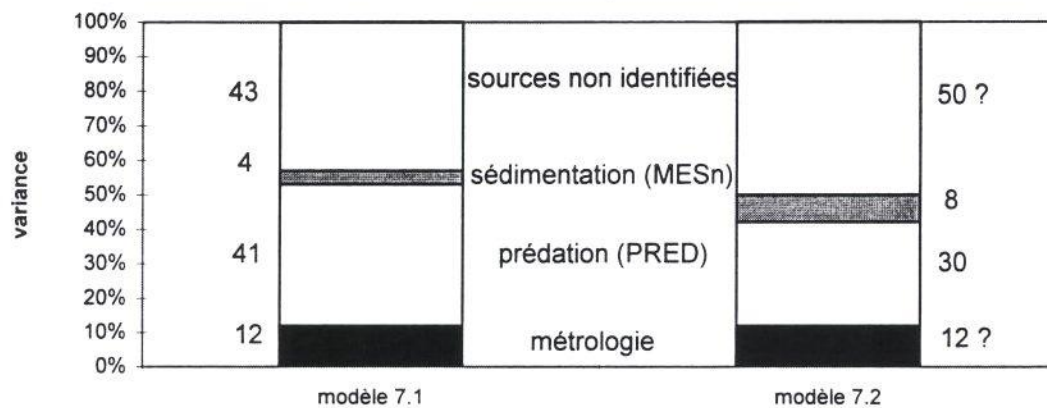 100%
90%
sources non identifiées
43
80%
50 ?
70%
60%
4
sédimentation (MESn)
50%
8
variance
40%
41
prédation (PRED)
30
30%
20%
12
10%
métrologie
12 ?
0%
modèle 7.1
modèle 7.2